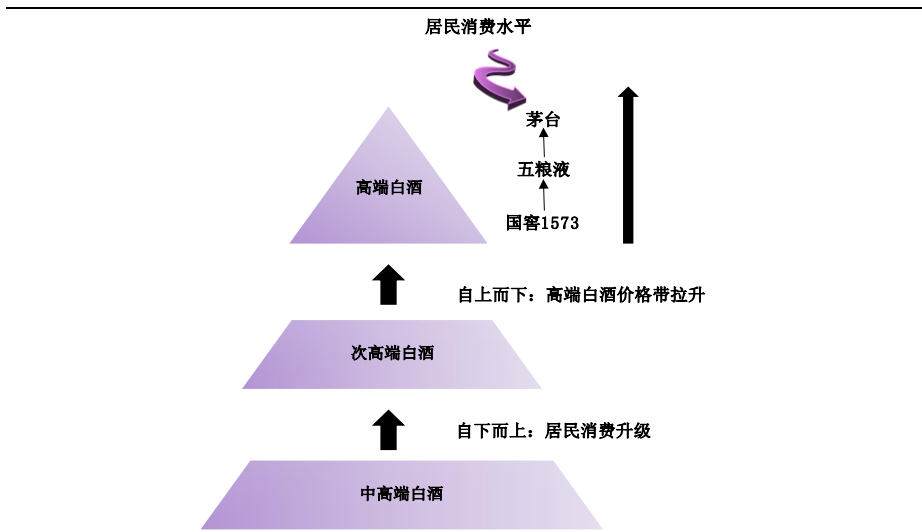 居民消费水平
茅台
五粮液
高端白酒
国窖1573
自上而下：高端白酒价格带拉升
次高端白酒
自下而上：居民消费升级
中高端白酒